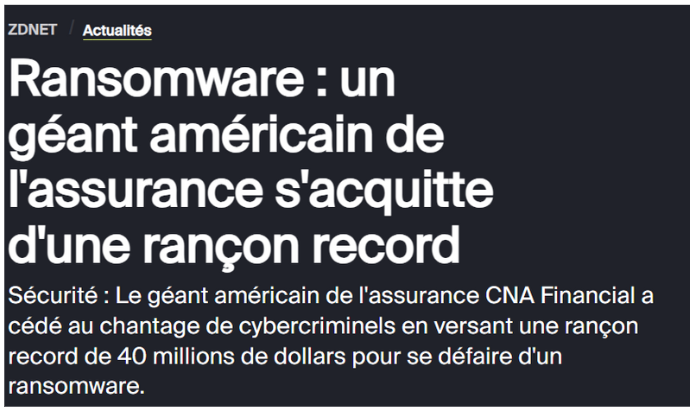 ZDNET / Actualités
Ransomware : un
géant américain de
l'assurance s'acquitte
d'une rançon record
Sécurité : Le géant américain de l'assurance CNA Financial a
cédé au chantage de cybercriminels en versant une rançon
record de 40 millions de dollars pour se défaire d'un
ransomware.